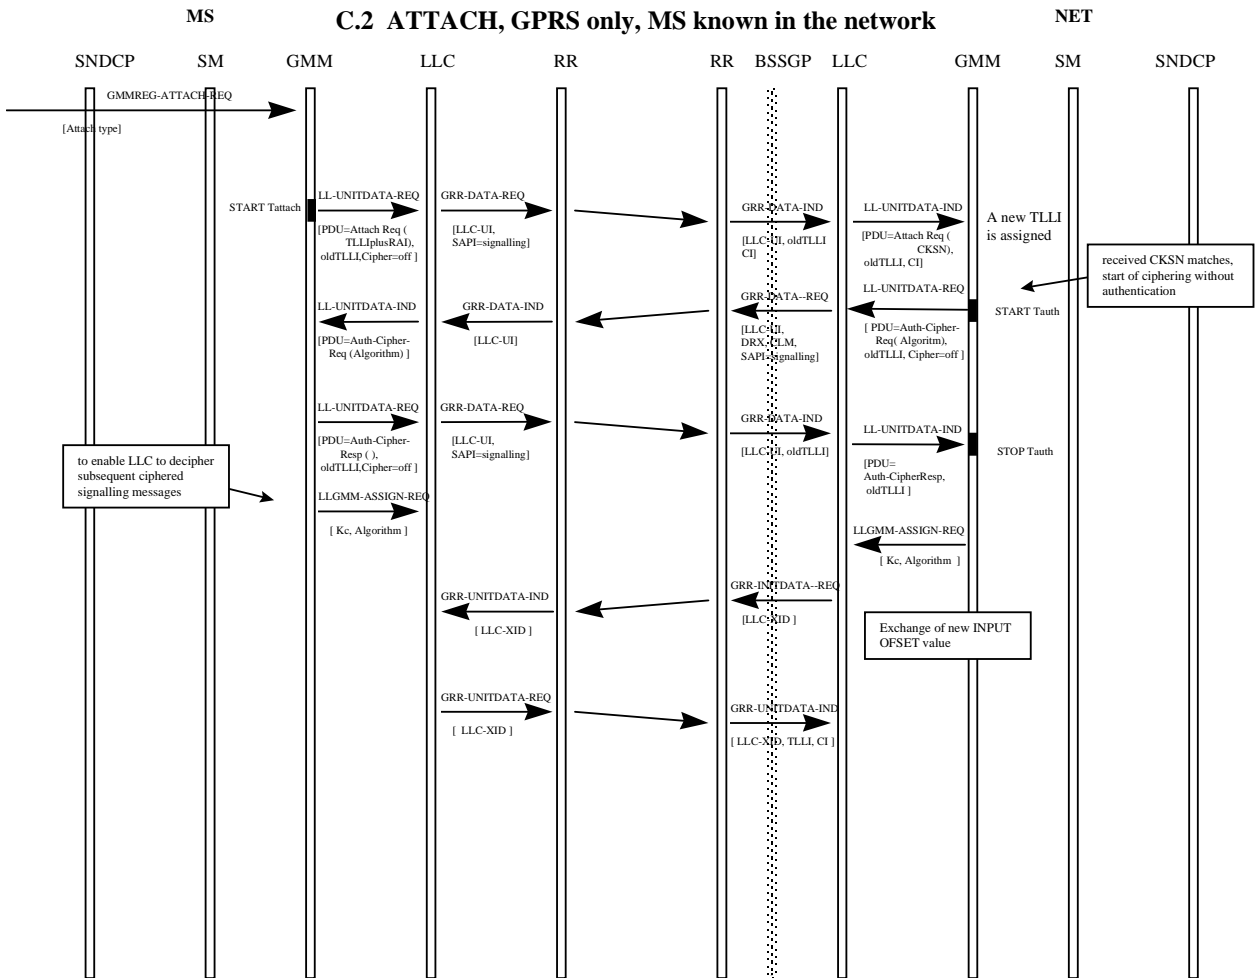 MS
C.2 ATTACH, GPRS only, MS known in the network
NET
SNDCP SM GMM LLC RR RR BSSGP LLC GMM SM SNDCP
GMMREG-ATTACH-REQ
[Attach type]
START Tattach
LL-UNITDATA-REQ
[PDU=Attach Req (
TLLIplusRAI),
oldTLLI,Cipher=off ]
GRR-DATA-REQ
[LLC-UI,
SAPI=signalling]
GRR-DATA-IND
[LLC-UI, oldTLLI
CI]
LL-UNITDATA-IND
[PDU=Attach Req (
CKSN),
oldTLLI, CI]
A new TLLI
is assigned
received CKSN matches,
start of ciphering without
authentication
LL-UNITDATA-REQ
[ PDU=Auth-Cipher-
Req( Algoritm),
oldTLLI, Cipher=off ]
START Tauth
GRR-DATA--REQ
[LLC-UI,
DRX, CLM,
SAPI=signalling]
GRR-DATA-IND
[LLC-UI]
LL-UNITDATA-IND
[PDU=Auth-Cipher-
Req (Algorithm) ]
LL-UNITDATA-REQ
[PDU=Auth-Cipher-
Resp ( ),
oldTLLI,Cipher=off ]
GRR-DATA-REQ
[LLC-UI,
SAPI=signalling]
GRR-DATA-IND
[LLC-UI, oldTLLI]
LL-UNITDATA-IND
[PDU=
Auth-CipherResp,
oldTLLI ]
STOP Tauth
to enable LLC to decipher
subsequent ciphered
signalling messages
LLGMM-ASSIGN-REQ
[ Kc, Algorithm ]
LLGMM-ASSIGN-REQ
[ Kc, Algorithm ]
GRR-INITDATA--REQ
[LLC-XID ]
GRR-UNITDATA-IND
[ LLC-XID ]
Exchange of new INPUT
OFSET value
GRR-UNITDATA-REQ
[ LLC-XID ]
GRR-UNITDATA-IND
[ LLC-XID, TLLI, CI ]